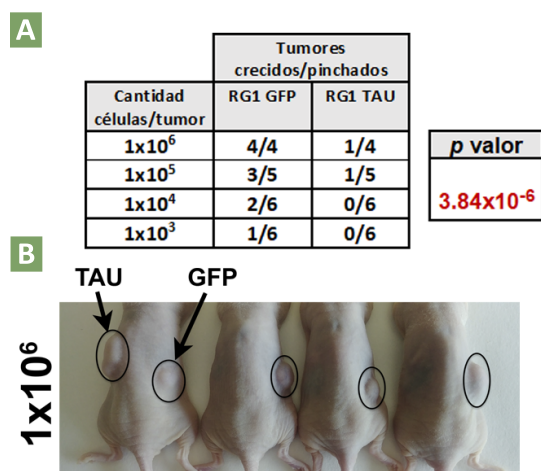 A
Tumores
crecidos/pinchados
Cantidad
células/tumor
RG1 GFP
RG1 TAU
1x10⁶
4/4
1/4
1x10⁵
3/5
1/5
1x10⁴
2/6
0/6
1x10³
1/6
0/6
p valor
3.84x10⁻⁶
B
TAU
GFP
1x10⁶